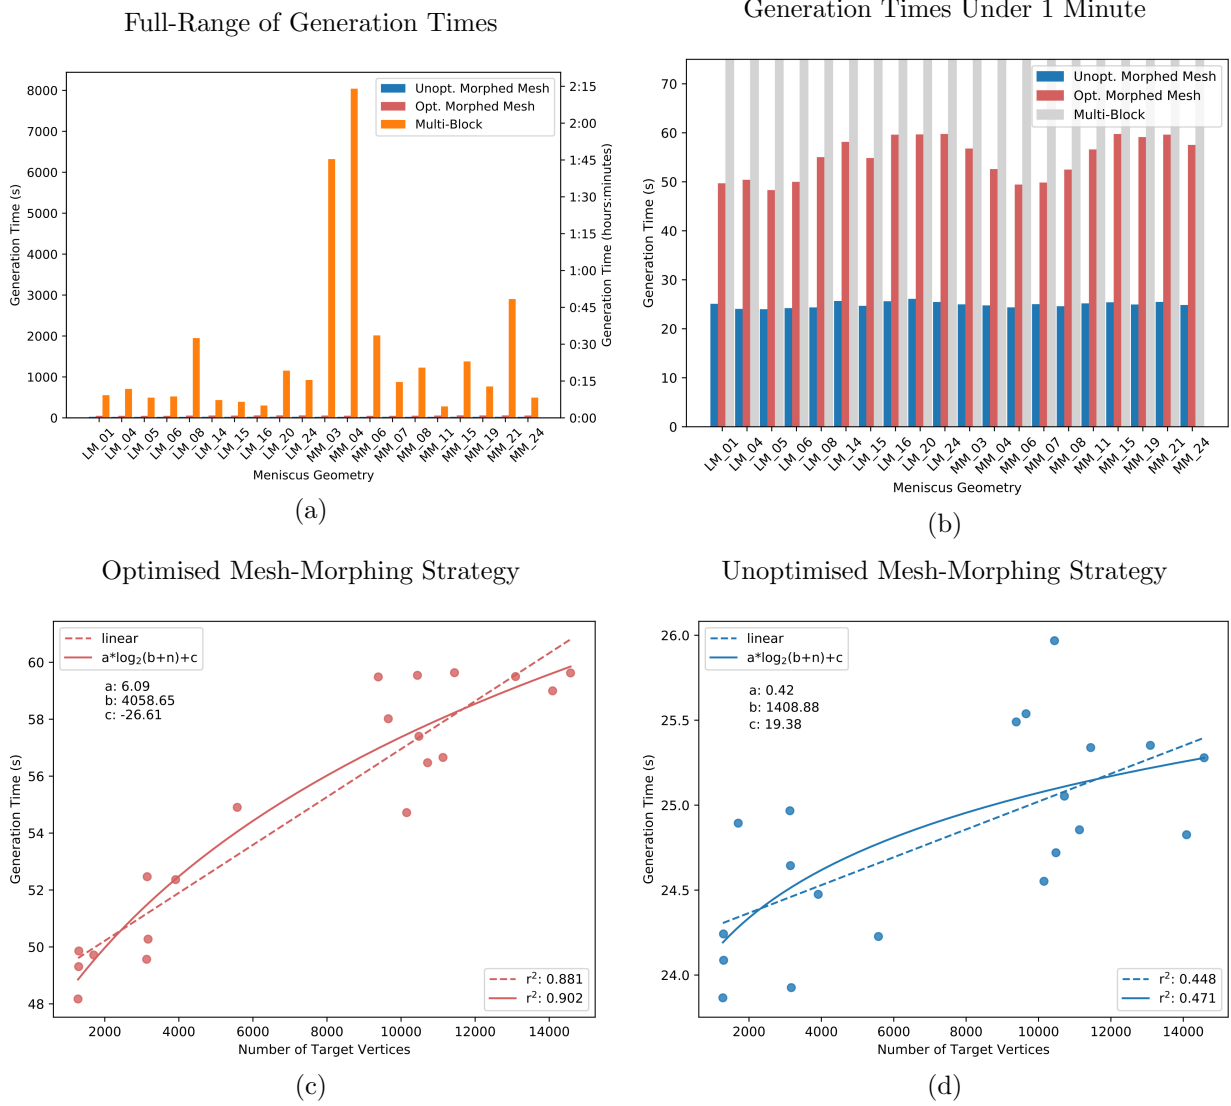 Full-Range of Generation Times
Generation Times Under 1 Minute
Unopt. Morphed Mesh
Opt. Morphed Mesh
Multi-Block
Generation Time (s)
8000
7000
6000
5000
4000
3000
2000
1000
0
2:15
2:00
1:45
1:30
1:15
1:00
0:45
0:30
0:15
0:00
Generation Time (hours:minutes)
LM_01 LM_04 LM_05 LM_06 LM_08 LM_14 LM_15 LM_16 LM_20 LM_24 MM_03 MM_04 MM_06 MM_07 MM_08 MM_11 MM_15 MM_19 MM_21 MM_24
Meniscus Geometry
(a)
Unopt. Morphed Mesh
Opt. Morphed Mesh
Multi-Block
Generation Time (s)
70
60
50
40
30
20
10
0
LM_01 LM_04 LM_05 LM_06 LM_08 LM_14 LM_15 LM_16 LM_20 LM_24 MM_03 MM_04 MM_06 MM_07 MM_08 MM_11 MM_15 MM_19 MM_21 MM_24
Meniscus Geometry
(b)
Optimised Mesh-Morphing Strategy
linear
a*log₂(b+n)+c
a: 6.09
b: 4058.65
c: -26.61
Generation Time (s)
60
58
56
54
52
50
48
r²: 0.881
r²: 0.902
2000 4000 6000 8000 10000 12000 14000
Number of Target Vertices
(c)
Unoptimised Mesh-Morphing Strategy
linear
a*log₂(b+n)+c
a: 0.42
b: 1408.88
c: 19.38
Generation Time (s)
26.0
25.5
25.0
24.5
24.0
r²: 0.448
r²: 0.471
2000 4000 6000 8000 10000 12000 14000
Number of Target Vertices
(d)